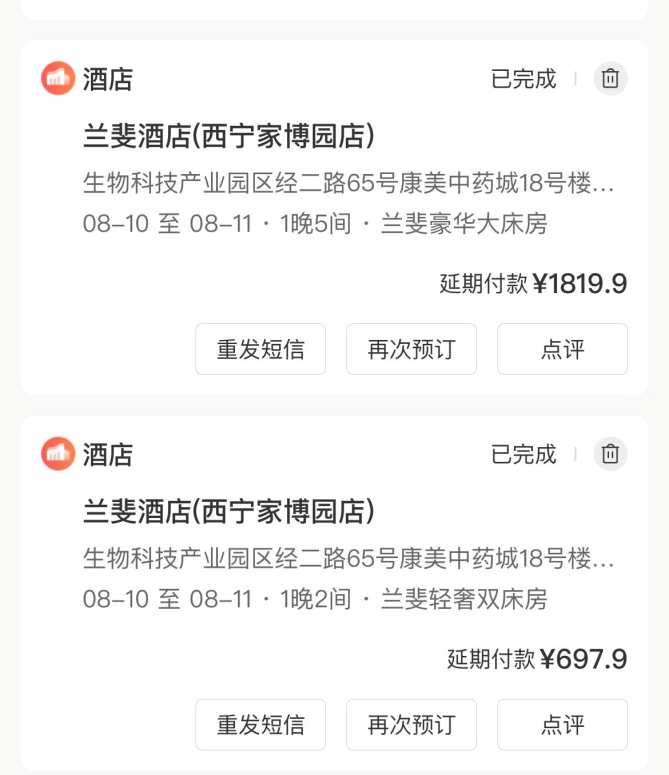 酒店 已完成
兰斐酒店(西宁家博园店)
生物科技产业园区经二路65号康美中药城18号楼...
08-10 至 08-11 · 1晚5间 · 兰斐豪华大床房
延期付款 ¥1819.9
重发短信 再次预订 点评
酒店 已完成
兰斐酒店(西宁家博园店)
生物科技产业园区经二路65号康美中药城18号楼...
08-10 至 08-11 · 1晚2间 · 兰斐轻奢双床房
延期付款 ¥697.9
重发短信 再次预订 点评